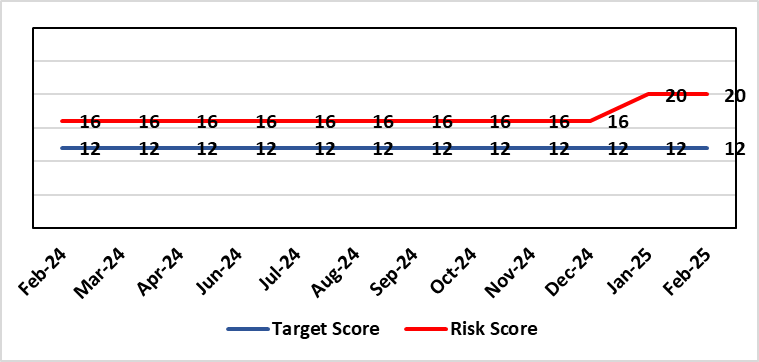 20 20
16 16 16 16 16 16 16 16 16 16
12 12 12 12 12 12 12 12 12 12 12 12
Feb-24 Mar-24 Apr-24 Jun-24 Jul-24 Aug-24 Sep-24 Oct-24 Nov-24 Dec-24 Jan-25 Feb-25
Target Score Risk Score